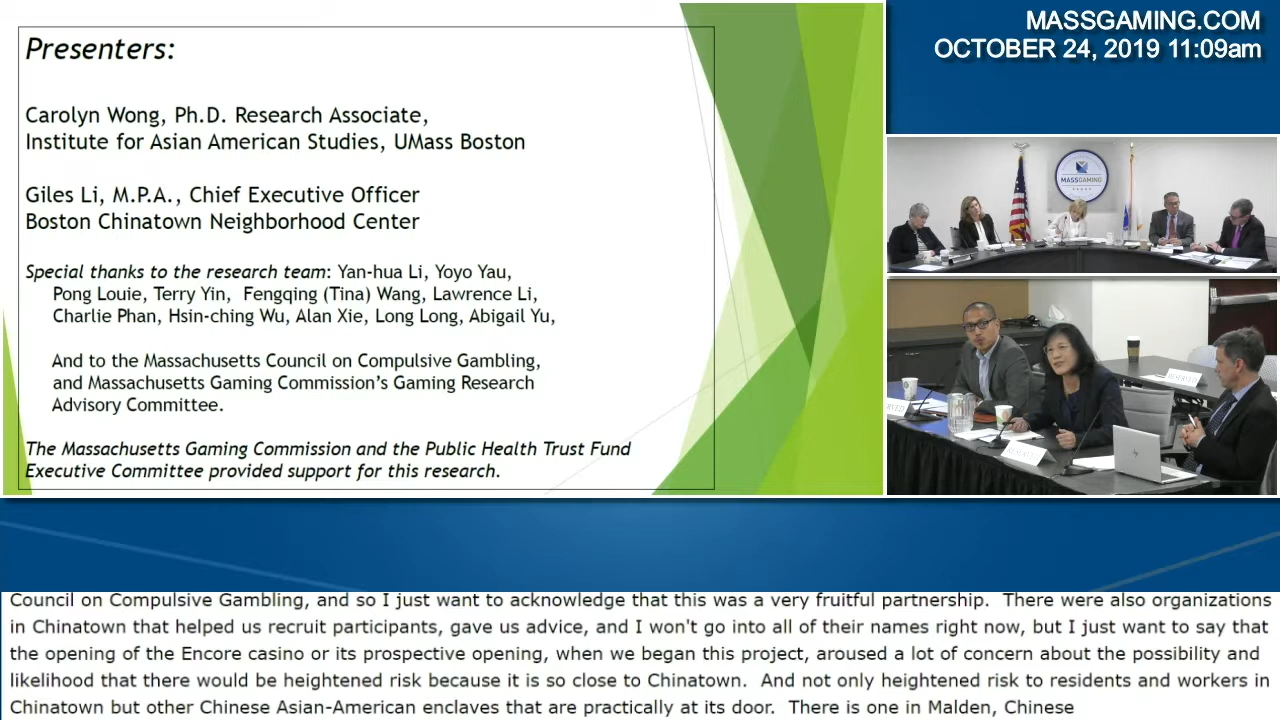 Presenters:
Carolyn Wong, Ph.D. Research Associate,
Institute for Asian American Studies, UMass Boston
Giles Li, M.P.A., Chief Executive Officer
Boston Chinatown Neighborhood Center
Special thanks to the research team: Yan-hua Li, Yoyo Yau,
Pong Louie, Terry Yin, Fengqing (Tina) Wang, Lawrence Li,
Charlie Phan, Hsin-ching Wu, Alan Xie, Long Long, Abigail Yu,
And to the Massachusetts Council on Compulsive Gambling,
and Massachusetts Gaming Commission's Gaming Research
Advisory Committee.
The Massachusetts Gaming Commission and the Public Health Trust Fund
Executive Committee provided support for this research.
MASSGAMING.COM
OCTOBER 24, 2019 11:09am
MASSGAMING
RESERVED
Council on Compulsive Gambling, and so I just want to acknowledge that this was a very fruitful partnership.  There were also organizations
in Chinatown that helped us recruit participants, gave us advice, and I won't go into all of their names right now, but I just want to say that
the opening of the Encore casino or its prospective opening, when we began this project, aroused a lot of concern about the possibility and
likelihood that there would be heightened risk because it is so close to Chinatown.  And not only heightened risk to residents and workers in
Chinatown but other Chinese Asian-American enclaves that are practically at its door.  There is one in Malden, Chinese